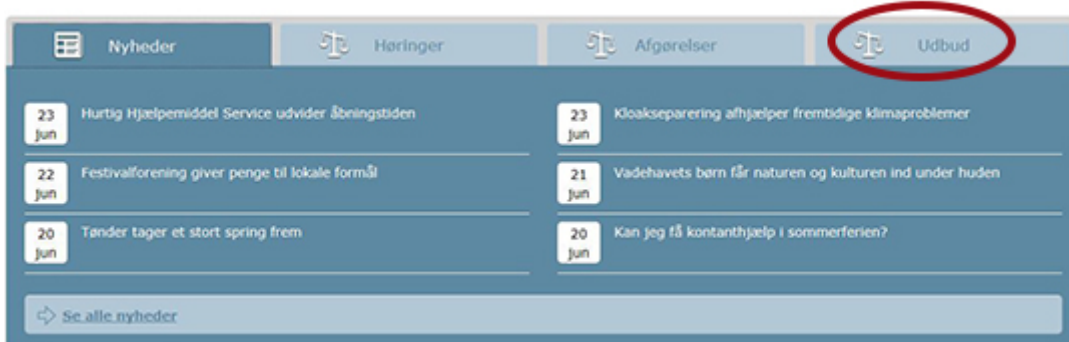 Nyheder
Høringer
Afgørelser
Udbud
23
jun
Hurtig Hjælpemiddel Service udvider åbningstiden
23
jun
Kloakseparering afhjælper fremtidige klimaproblemer
22
jun
Festivalforening giver penge til lokale formål
21
jun
Vadehavets børn får naturen og kulturen ind under huden
20
jun
Tønder tager et stort spring frem
20
jun
Kan jeg få kontanthjælp i sommerferien?
Se alle nyheder